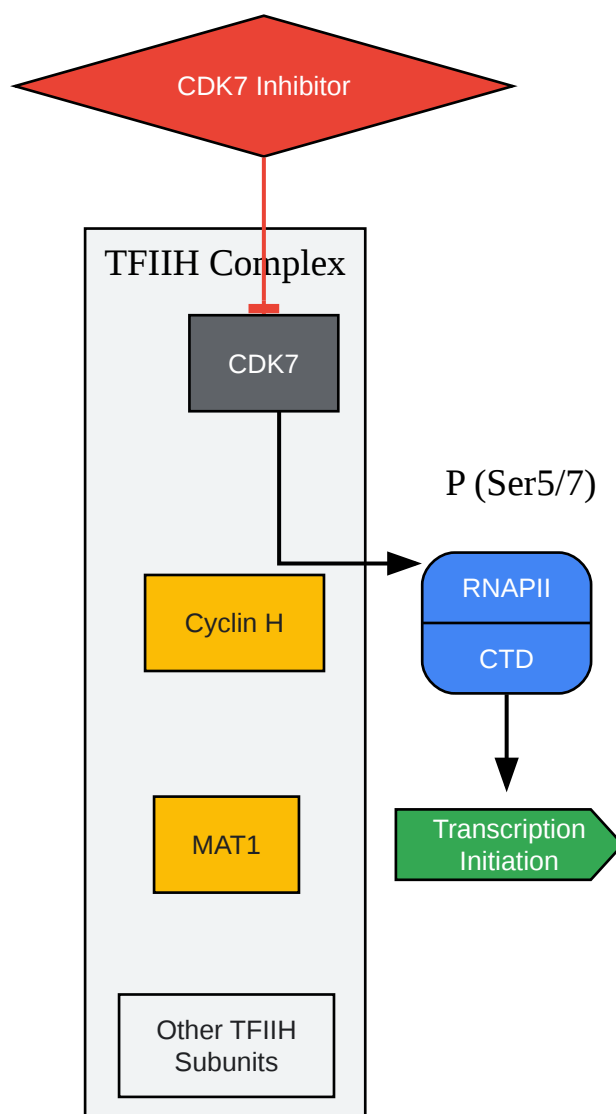 CDK7 Inhibitor
TFIIH Complex
CDK7
P (Ser5/7)
RNAPII
CTD
Cyclin H
Transcription
Initiation
MAT1
Other TFIIH
Subunits